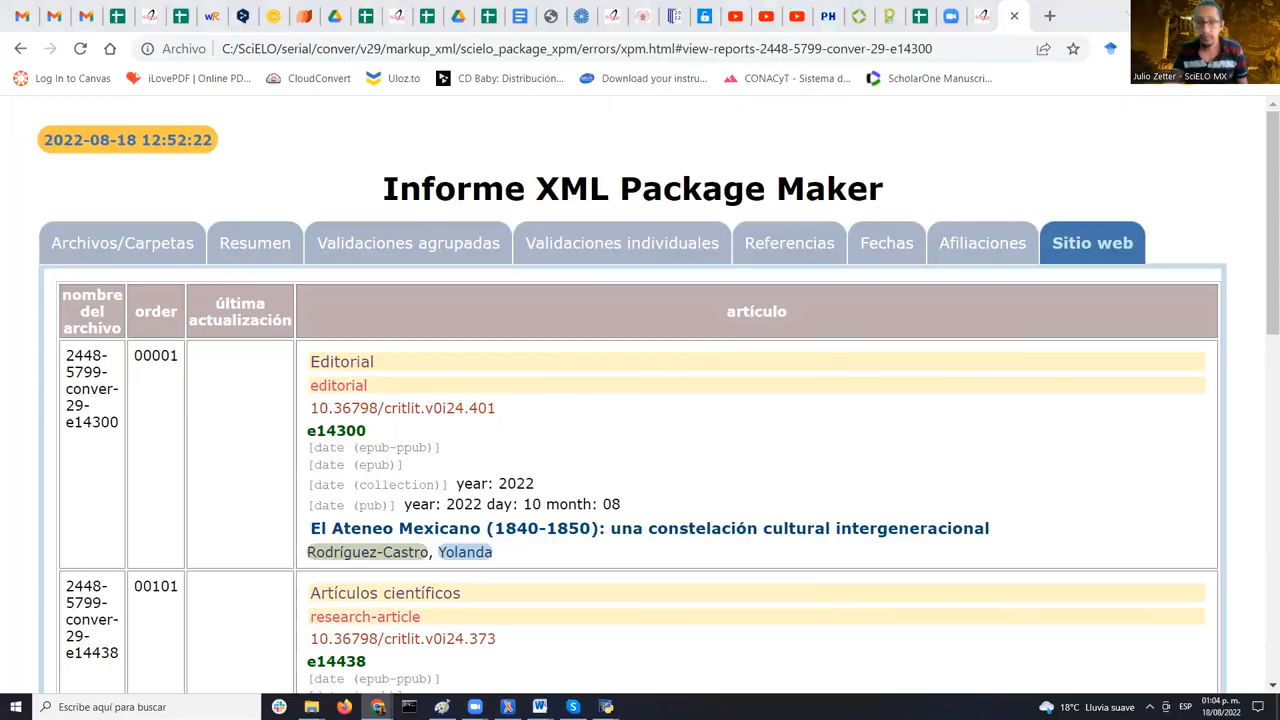 Archivo
C:/SciELO/serial/conver/v29/markup_xml/scielo_package_xpm/errors/xpm.html#view-reports-2448-5799-conver-29-e14300
Log In to Canvas
iLovePDF | Online PD...
CloudConvert
Uloz.to
CD Baby: Distribución...
Download your instru...
CONACyT - Sistema d...
ScholarOne Manuscri...
Julio Zetter - SciELO MX
2022-08-18 12:52:22
Informe XML Package Maker
Archivos/Carpetas
Resumen
Validaciones agrupadas
Validaciones individuales
Referencias
Fechas
Afiliaciones
Sitio web
nombre
del
archivo
order
última
actualización
artículo
2448-
5799-
conver-
29-
e14300
00001
Editorial
editorial
10.36798/critlit.v0i24.401
e14300
[date (epub-ppub)]
[date (epub)]
[date (collection)] year: 2022
[date (pub)] year: 2022 day: 10 month: 08
El Ateneo Mexicano (1840-1850): una constelación cultural intergeneracional
Rodríguez-Castro, Yolanda
2448-
5799-
conver-
29-
e14438
00101
Artículos científicos
research-article
10.36798/critlit.v0i24.373
e14438
[date (epub-ppub)]
Escribe aquí para buscar
18°C Lluvia suave
ESP
01:04 p. m.
18/08/2022